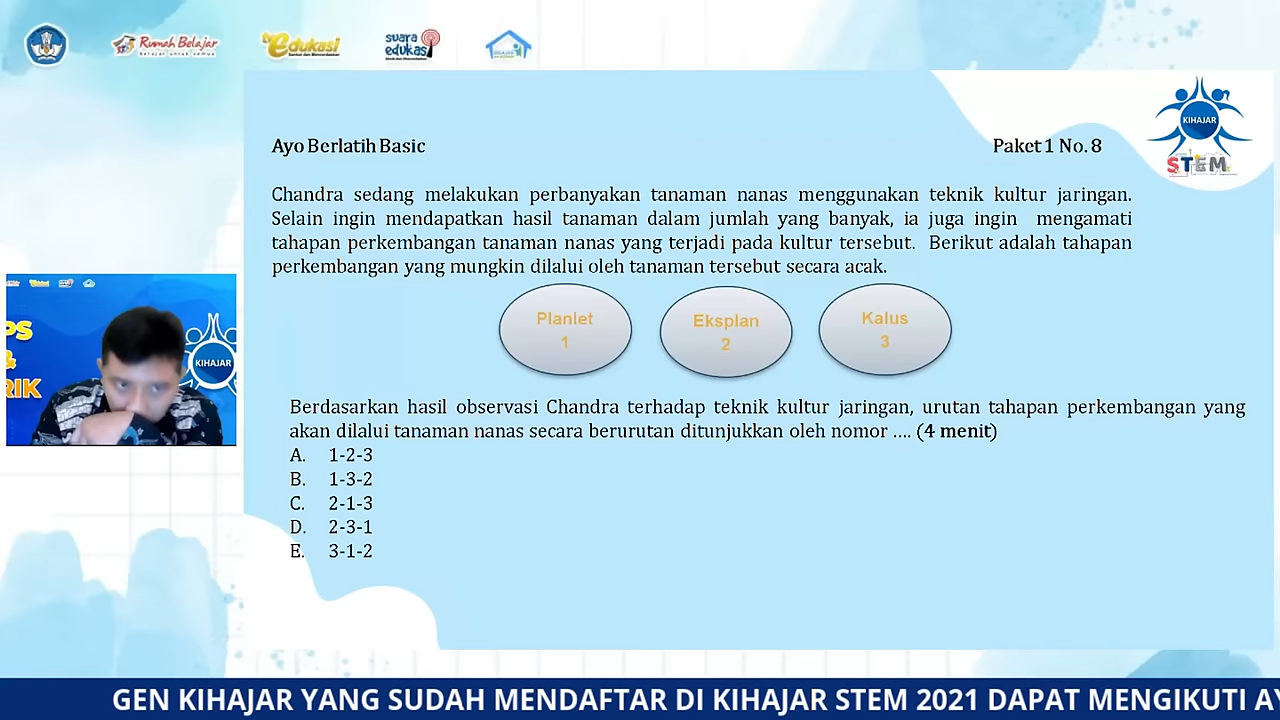 Rumah Belajar
Belajar untuk semua
tv edukasi
suara
edukasi
KIHAJAR
STEM
Ayo Berlatih Basic
Paket 1 No. 8
Chandra sedang melakukan perbanyakan tanaman nanas menggunakan teknik kultur jaringan.
Selain ingin mendapatkan hasil tanaman dalam jumlah yang banyak, ia juga ingin mengamati
tahapan perkembangan tanaman nanas yang terjadi pada kultur tersebut. Berikut adalah tahapan
perkembangan yang mungkin dilalui oleh tanaman tersebut secara acak.
Planlet
1
Eksplan
2
Kalus
3
PS
&
RIK
KIHAJAR
Berdasarkan hasil observasi Chandra terhadap teknik kultur jaringan, urutan tahapan perkembangan yang
akan dilalui tanaman nanas secara berurutan ditunjukkan oleh nomor .... (4 menit)
A. 1-2-3
B. 1-3-2
C. 2-1-3
D. 2-3-1
E. 3-1-2
GEN KIHAJAR YANG SUDAH MENDAFTAR DI KIHAJAR STEM 2021 DAPAT MENGIKUTI AY